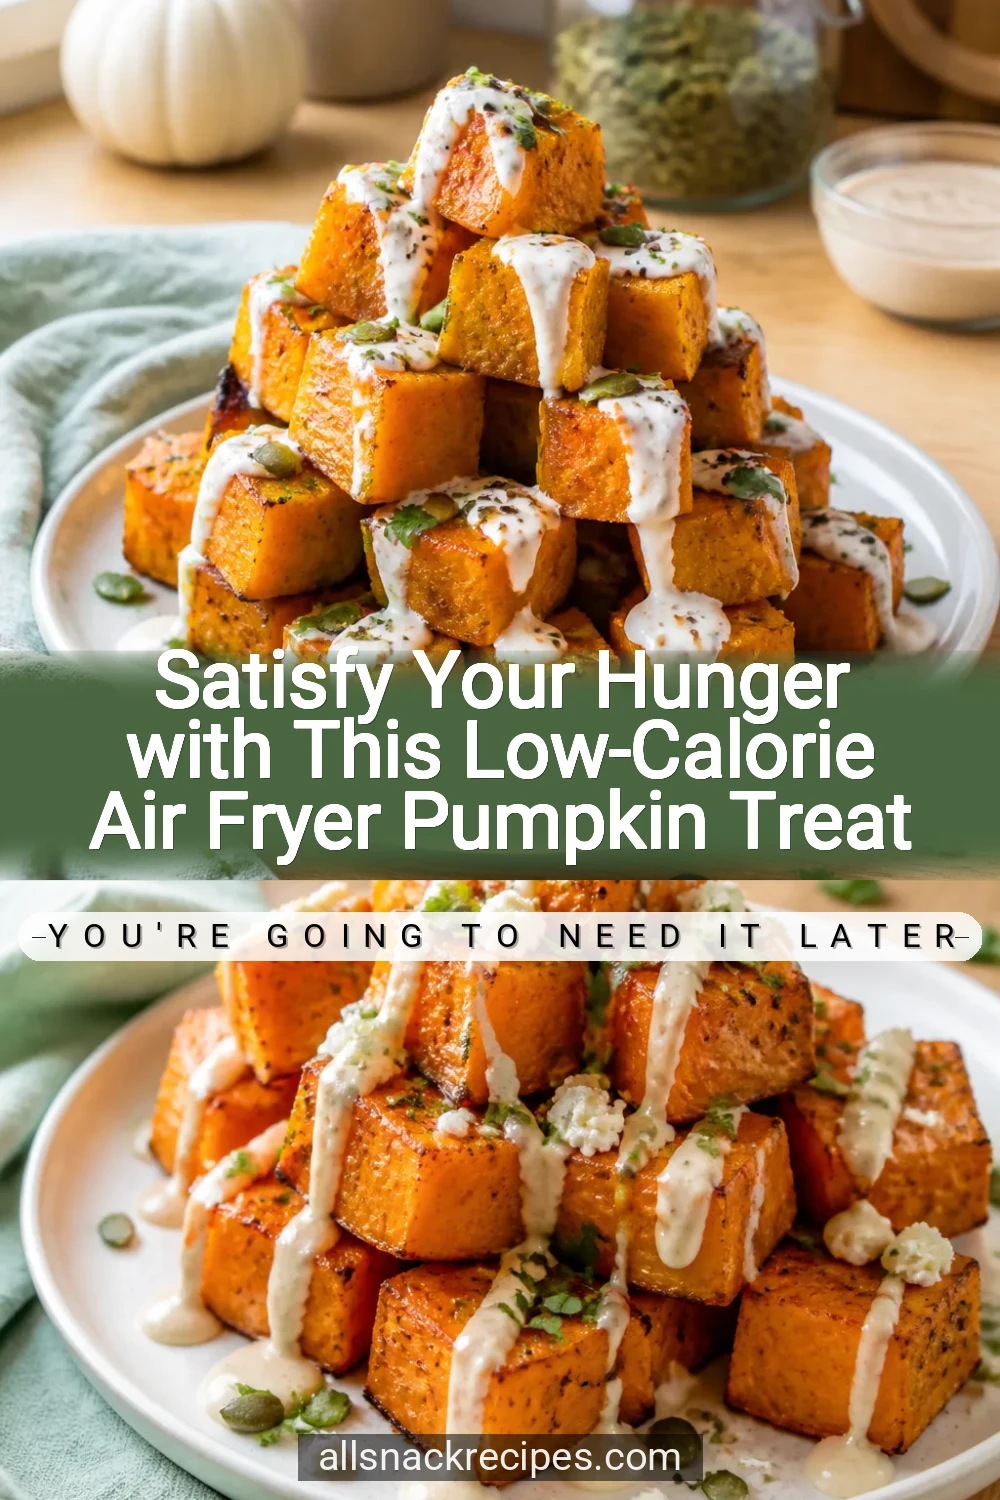 Satisfy Your Hunger
with This Low-Calorie
Air Fryer Pumpkin Treat
YOU'RE GOING TO NEED IT LATER
allsnackrecipes.com